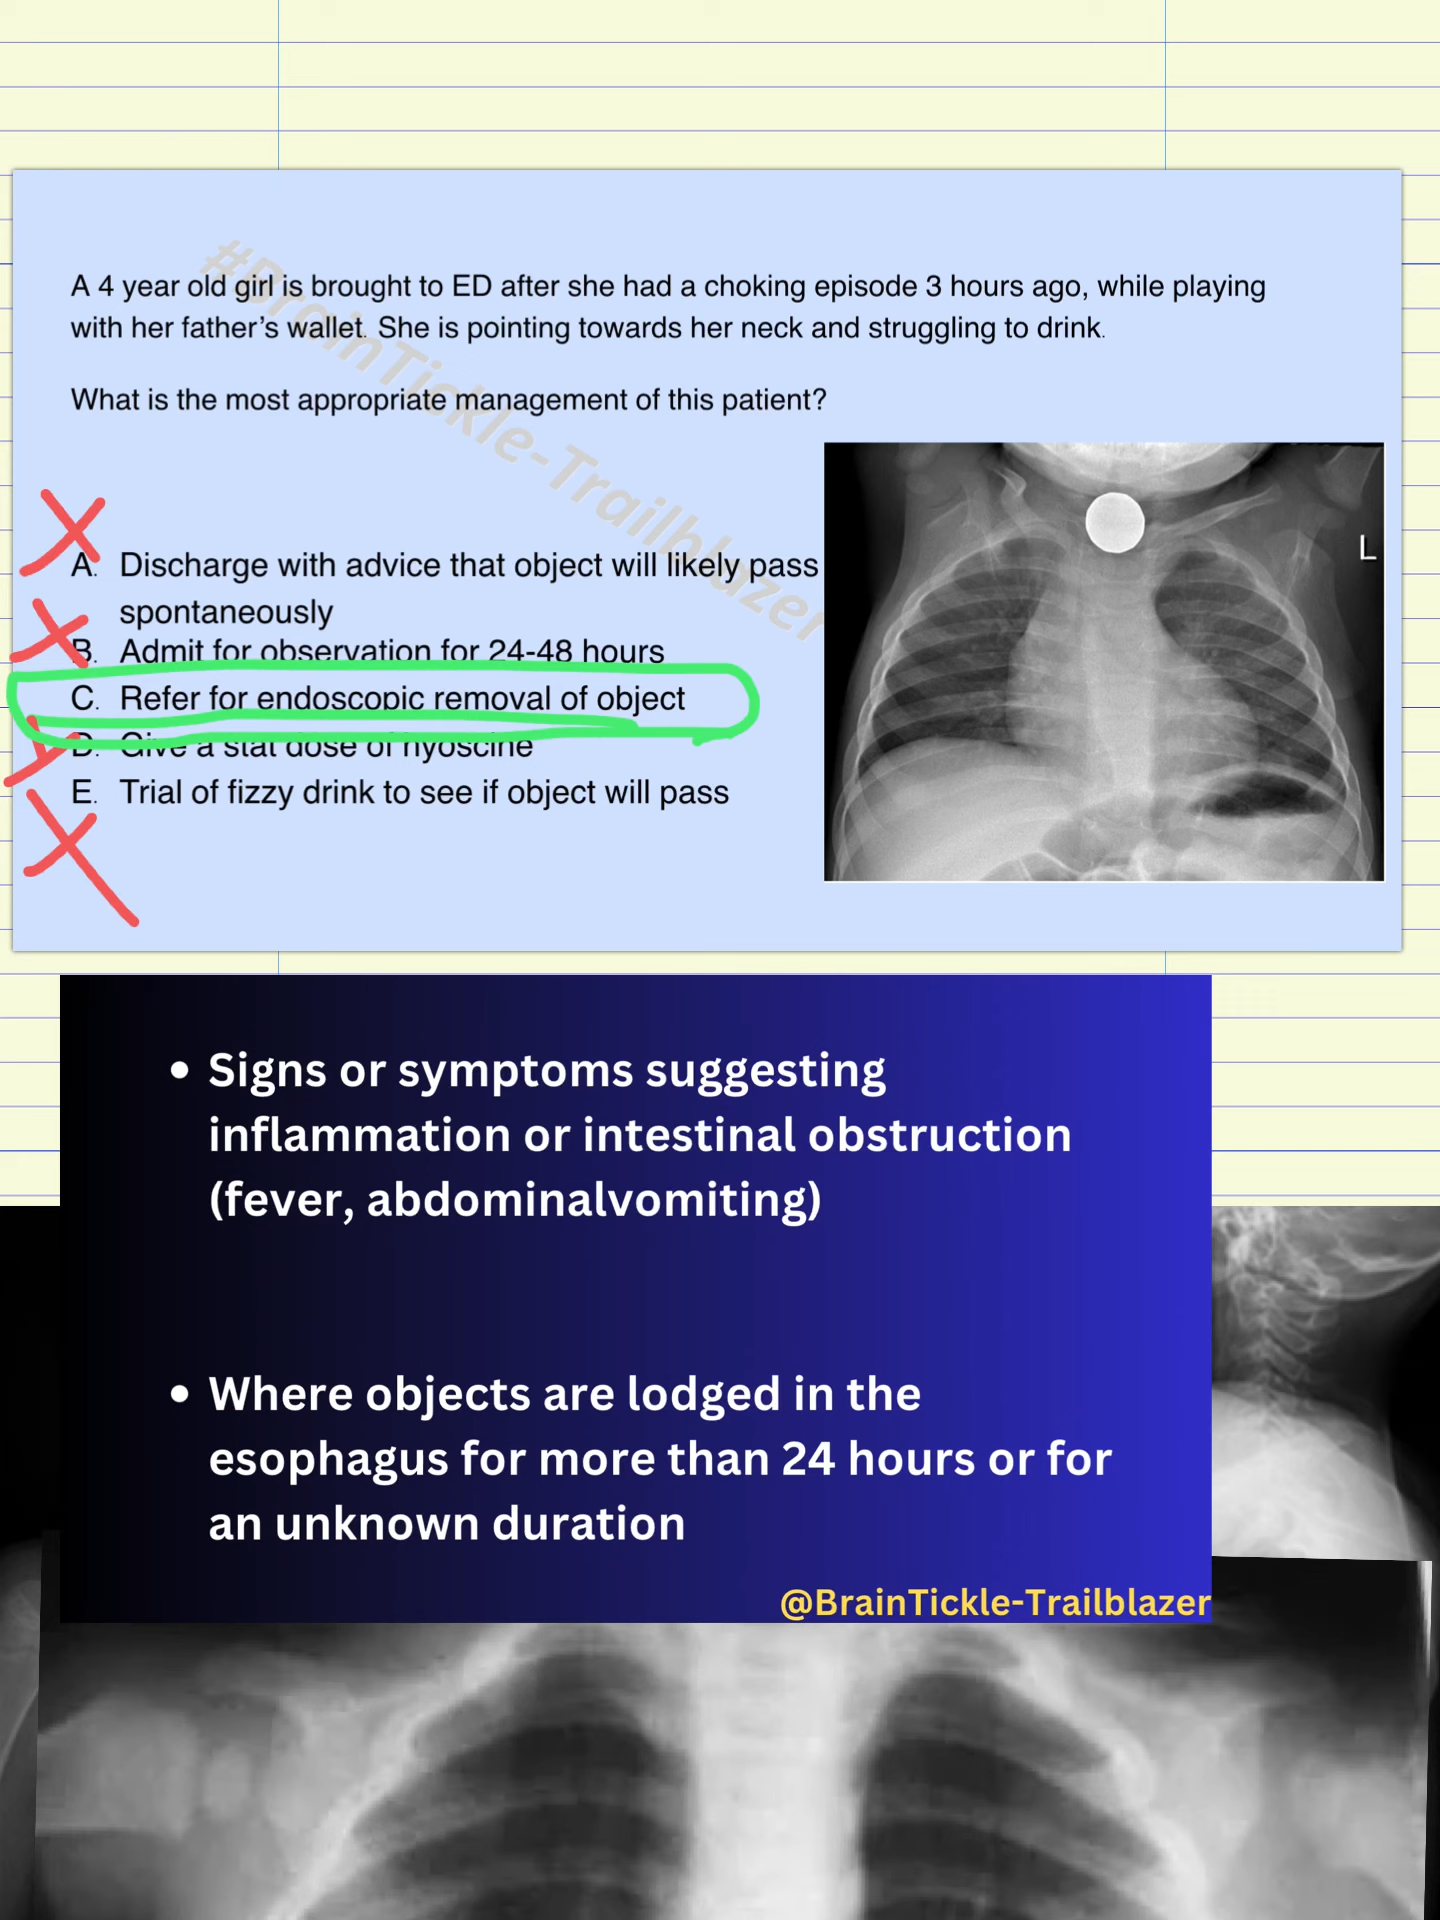 #BrainTickle-Trailblazer
A 4 year old girl is brought to ED after she had a choking episode 3 hours ago, while playing
with her father's wallet. She is pointing towards her neck and struggling to drink.
What is the most appropriate management of this patient?
L
A. Discharge with advice that object will likely pass
spontaneously
B. Admit for observation for 24-48 hours
C. Refer for endoscopic removal of object
D. Give a stat dose of hyoscine
E. Trial of fizzy drink to see if object will pass
• Signs or symptoms suggesting
inflammation or intestinal obstruction
(fever, abdominalvomiting)
• Where objects are lodged in the
esophagus for more than 24 hours or for
an unknown duration
@BrainTickle-Trailblazer